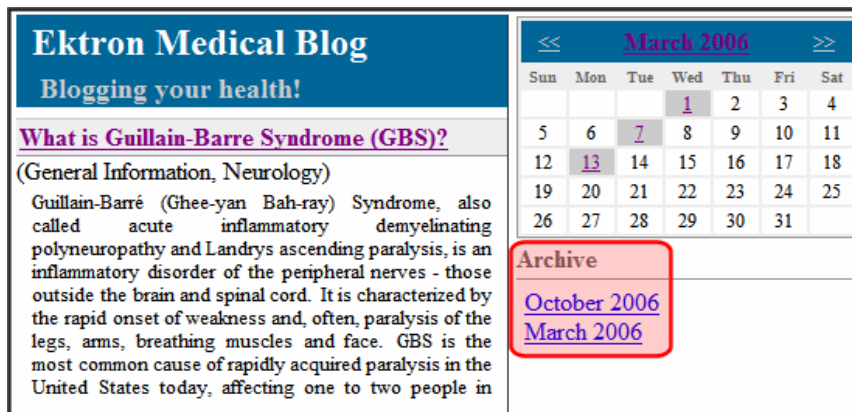 Ektron Medical Blog
Blogging your health!
What is Guillain-Barre Syndrome (GBS)?
(General Information, Neurology)
Guillain-Barré (Ghee-yan Bah-ray) Syndrome, also
called acute inflammatory demyelinating
polyneuropathy and Landrys ascending paralysis, is an
inflammatory disorder of the peripheral nerves - those
outside the brain and spinal cord. It is characterized by
the rapid onset of weakness and, often, paralysis of the
legs, arms, breathing muscles and face. GBS is the
most common cause of rapidly acquired paralysis in the
United States today, affecting one to two people in
<< March 2006 >>
Sun Mon Tue Wed Thu Fri Sat
1 2 3 4
5 6 7 8 9 10 11
12 13 14 15 16 17 18
19 20 21 22 23 24 25
26 27 28 29 30 31
Archive
October 2006
March 2006